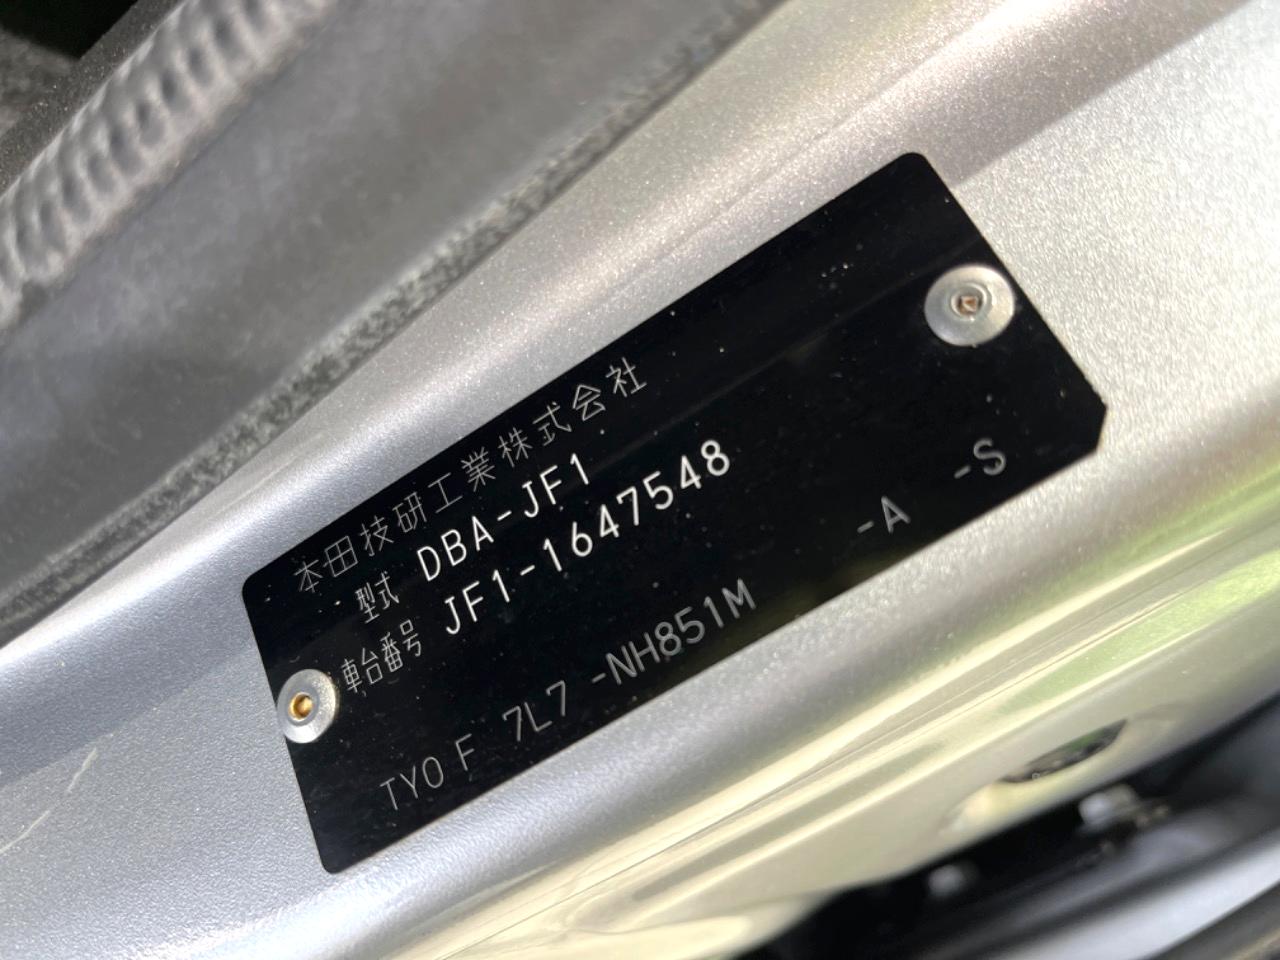 本田技研工業株式会社
型式 DBA-JF1
車台番号 JF1-1647548
TY0 F 7L7 -NH851M -A -S